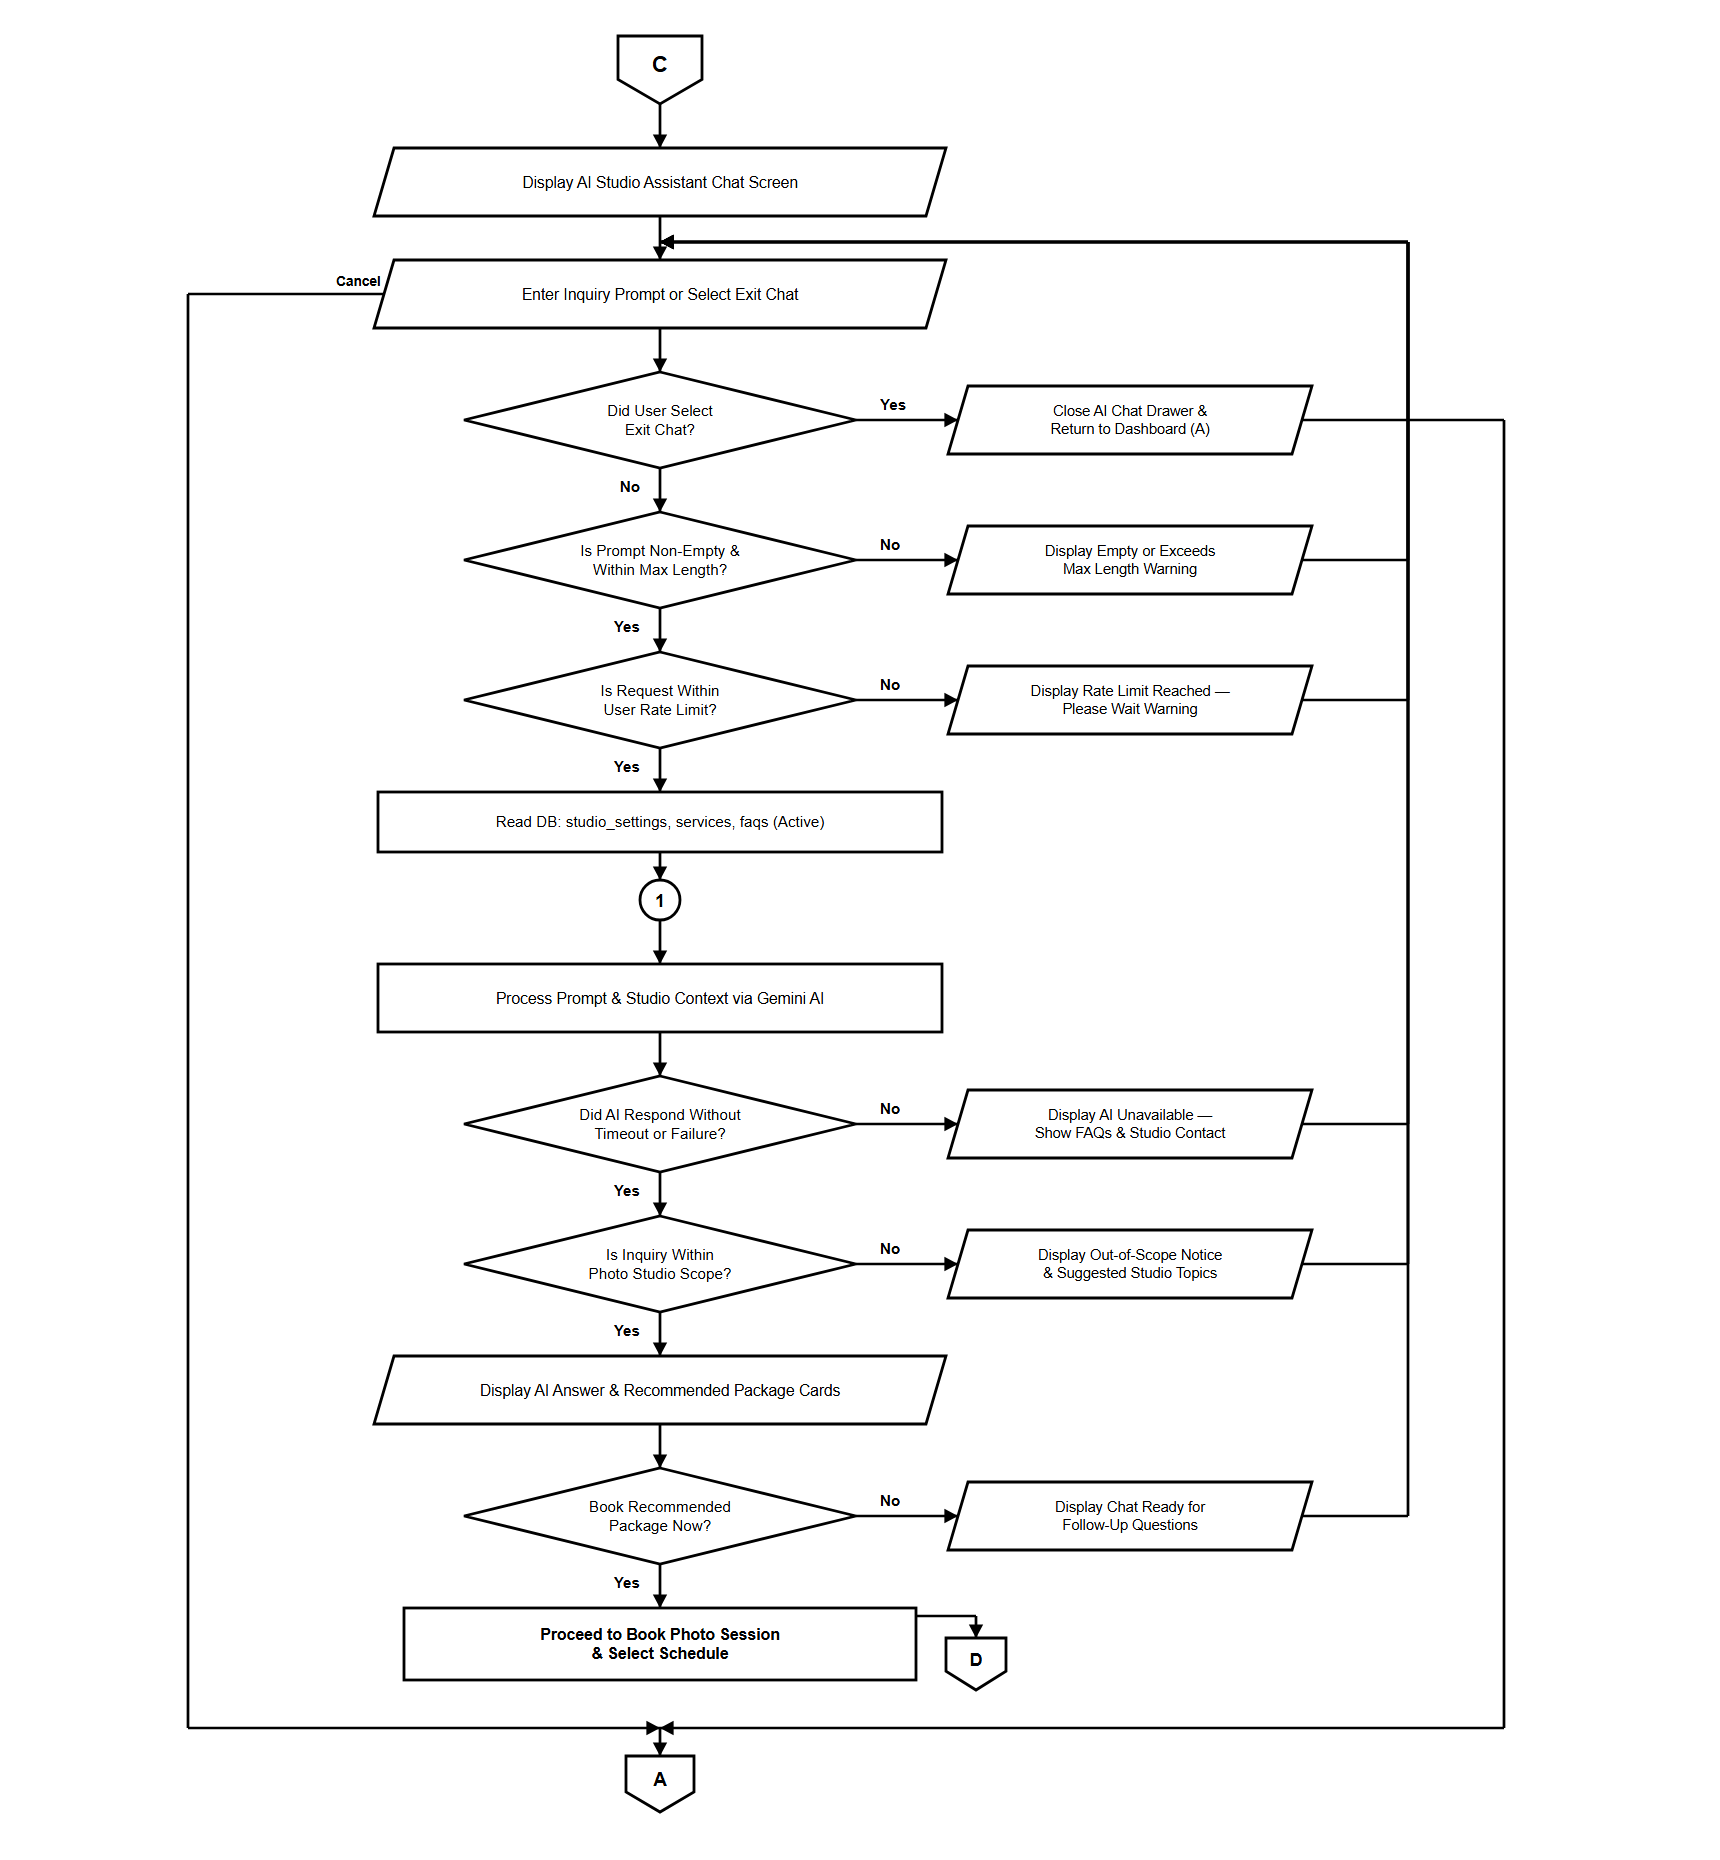 C
Display AI Studio Assistant Chat Screen
Cancel
Enter Inquiry Prompt or Select Exit Chat
Did User Select
Exit Chat?
Yes
Close AI Chat Drawer &
Return to Dashboard (A)
No
Is Prompt Non-Empty &
Within Max Length?
No
Display Empty or Exceeds
Max Length Warning
Yes
Is Request Within
User Rate Limit?
No
Display Rate Limit Reached —
Please Wait Warning
Yes
Read DB: studio_settings, services, faqs (Active)
1
Process Prompt & Studio Context via Gemini AI
Did AI Respond Without
Timeout or Failure?
No
Display AI Unavailable —
Show FAQs & Studio Contact
Yes
Is Inquiry Within
Photo Studio Scope?
No
Display Out-of-Scope Notice
& Suggested Studio Topics
Yes
Display AI Answer & Recommended Package Cards
Book Recommended
Package Now?
No
Display Chat Ready for
Follow-Up Questions
Yes
Proceed to Book Photo Session
& Select Schedule
D
A